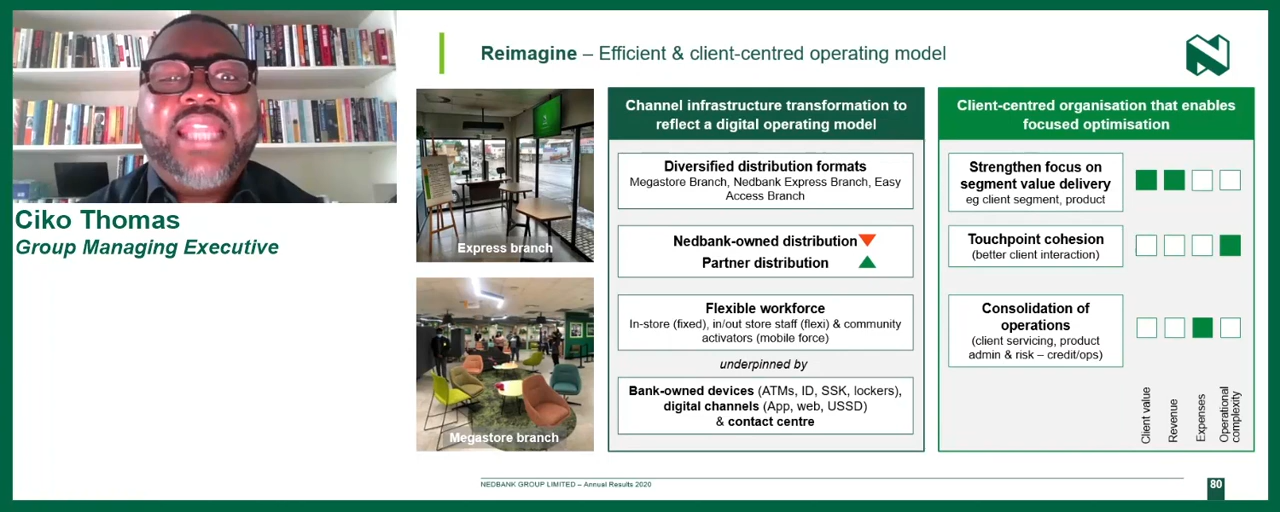 Ciko Thomas
Group Managing Executive
Reimagine – Efficient & client-centred operating model
Express branch
Megastore branch
Channel infrastructure transformation to
reflect a digital operating model
Diversified distribution formats
Megastore Branch, Nedbank Express Branch, Easy
Access Branch
Nedbank-owned distribution
Partner distribution
Flexible workforce
In-store (fixed), in/out store staff (flexi) & community
activators (mobile force)
underpinned by
Bank-owned devices (ATMs, ID, SSK, lockers),
digital channels (App, web, USSD)
& contact centre
Client-centred organisation that enables
focused optimisation
Strengthen focus on
segment value delivery
eg client segment, product
Touchpoint cohesion
(better client interaction)
Consolidation of
operations
(client servicing, product
admin & risk – credit/ops)
Client value
Revenue
Expenses
Operational
complexity
NEDBANK GROUP LIMITED – Annual Results 2020
80